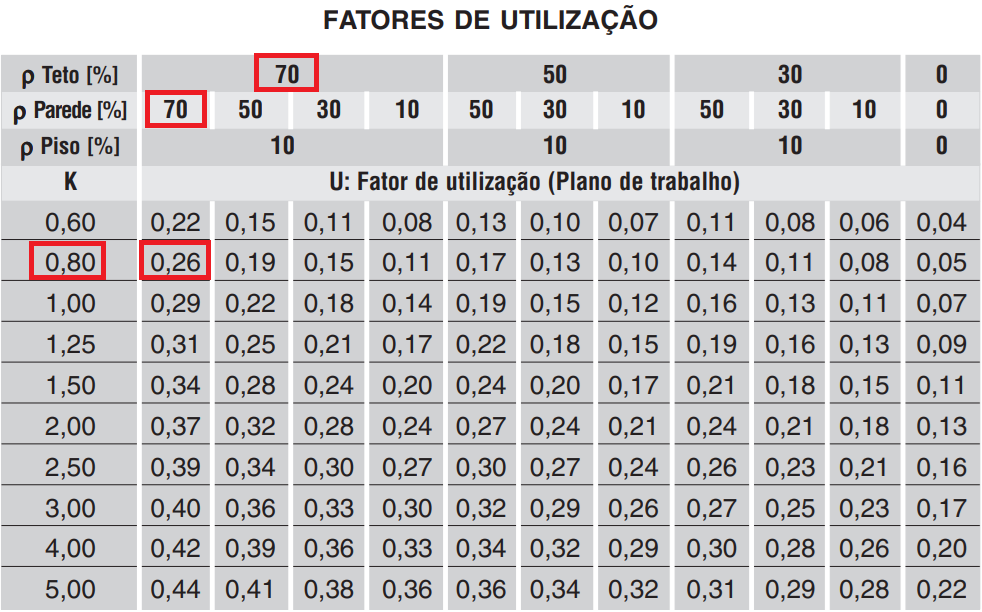 FATORES DE UTILIZAÇÃO
ρ Teto [%] 70 50 30 0
ρ Parede [%] 70 50 30 10 50 30 10 50 30 10 0
ρ Piso [%] 10 10 10 0
K U: Fator de utilização (Plano de trabalho)
0,60 0,22 0,15 0,11 0,08 0,13 0,10 0,07 0,11 0,08 0,06 0,04
0,80 0,26 0,19 0,15 0,11 0,17 0,13 0,10 0,14 0,11 0,08 0,05
1,00 0,29 0,22 0,18 0,14 0,19 0,15 0,12 0,16 0,13 0,11 0,07
1,25 0,31 0,25 0,21 0,17 0,22 0,18 0,15 0,19 0,16 0,13 0,09
1,50 0,34 0,28 0,24 0,20 0,24 0,20 0,17 0,21 0,18 0,15 0,11
2,00 0,37 0,32 0,28 0,24 0,27 0,24 0,21 0,24 0,21 0,18 0,13
2,50 0,39 0,34 0,30 0,27 0,30 0,27 0,24 0,26 0,23 0,21 0,16
3,00 0,40 0,36 0,33 0,30 0,32 0,29 0,26 0,27 0,25 0,23 0,17
4,00 0,42 0,39 0,36 0,33 0,34 0,32 0,29 0,30 0,28 0,26 0,20
5,00 0,44 0,41 0,38 0,36 0,36 0,34 0,32 0,31 0,29 0,28 0,22